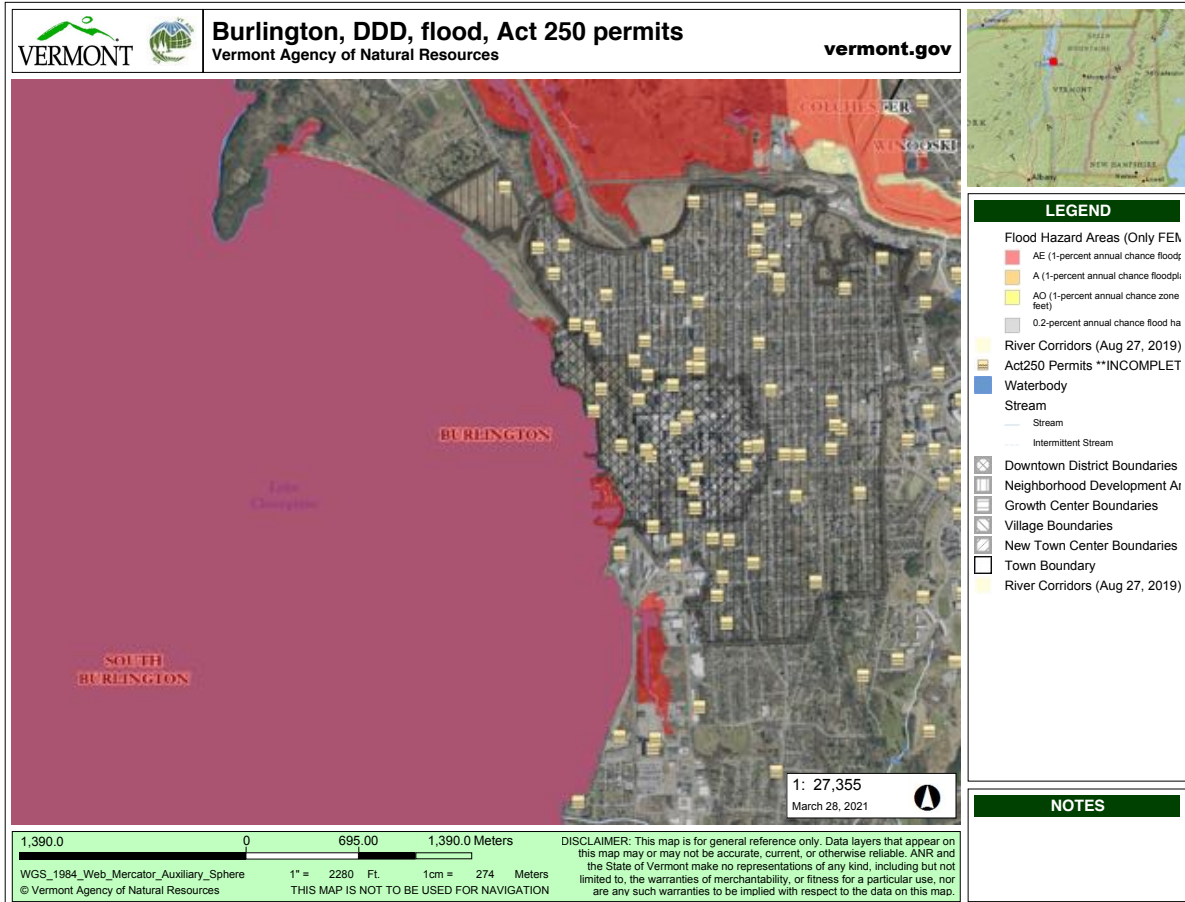 VERMONT
Burlington, DDD, flood, Act 250 permits
Vermont Agency of Natural Resources
vermont.gov
COLCHESTER
WINOOSKI
BURLINGTON
Lake
Champlain
SOUTH
BURLINGTON
1: 27,355
March 28, 2021
VERMONT
NEW HAMPSHIRE
Albany
Concord
Montpelier
LEGEND
Flood Hazard Areas (Only FEM
AE (1-percent annual chance floodp
A (1-percent annual chance floodpla
AO (1-percent annual chance zone
feet)
0.2-percent annual chance flood ha
River Corridors (Aug 27, 2019)
Act250 Permits **INCOMPLET
Waterbody
Stream
Stream
Intermittent Stream
Downtown District Boundaries
Neighborhood Development Ar
Growth Center Boundaries
Village Boundaries
New Town Center Boundaries
Town Boundary
River Corridors (Aug 27, 2019)
NOTES
1,390.0 0 695.00 1,390.0 Meters
WGS_1984_Web_Mercator_Auxiliary_Sphere
1" = 2280 Ft. 1cm = 274 Meters
© Vermont Agency of Natural Resources
THIS MAP IS NOT TO BE USED FOR NAVIGATION
DISCLAIMER: This map is for general reference only. Data layers that appear on
this map may or may not be accurate, current, or otherwise reliable. ANR and
the State of Vermont make no representations of any kind, including but not
limited to, the warranties of merchantability, or fitness for a particular use, nor
are any such warranties to be implied with respect to the data on this map.